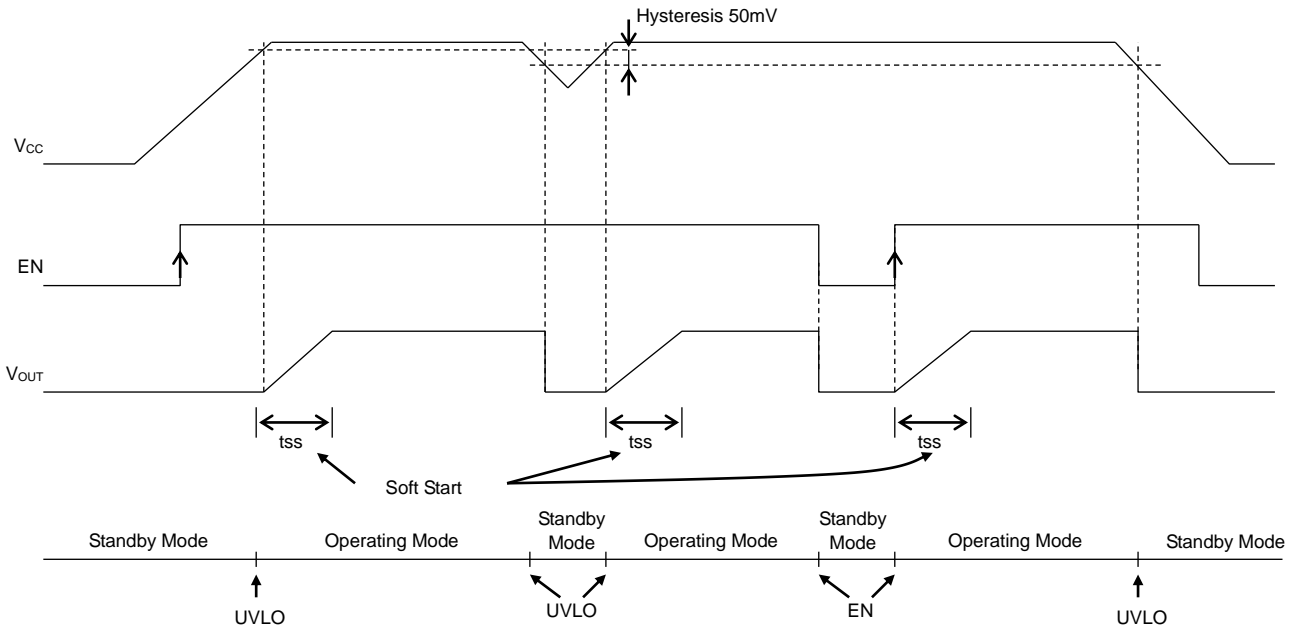 Hysteresis 50mV
VCC
EN
VOUT
tss
tss
tss
Soft Start
Standby Mode
Operating Mode
Standby
Mode
Operating Mode
Standby
Mode
Operating Mode
Standby Mode
UVLO
UVLO
EN
UVLO